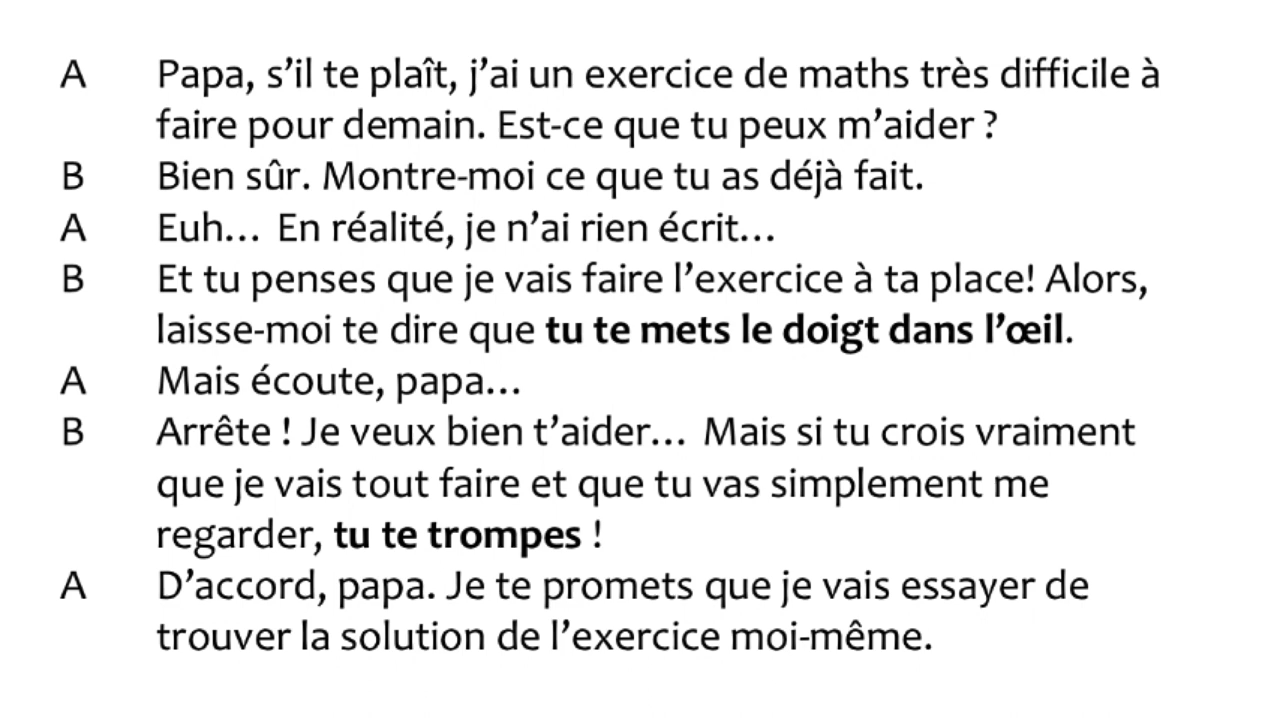 A Papa, s’il te plaît, j’ai un exercice de maths très difficile à
faire pour demain. Est-ce que tu peux m’aider ?
B Bien sûr. Montre-moi ce que tu as déjà fait.
A Euh… En réalité, je n’ai rien écrit…
B Et tu penses que je vais faire l’exercice à ta place! Alors,
laisse-moi te dire que tu te mets le doigt dans l’œil.
A Mais écoute, papa…
B Arrête ! Je veux bien t’aider… Mais si tu crois vraiment
que je vais tout faire et que tu vas simplement me
regarder, tu te trompes !
A D’accord, papa. Je te promets que je vais essayer de
trouver la solution de l’exercice moi-même.